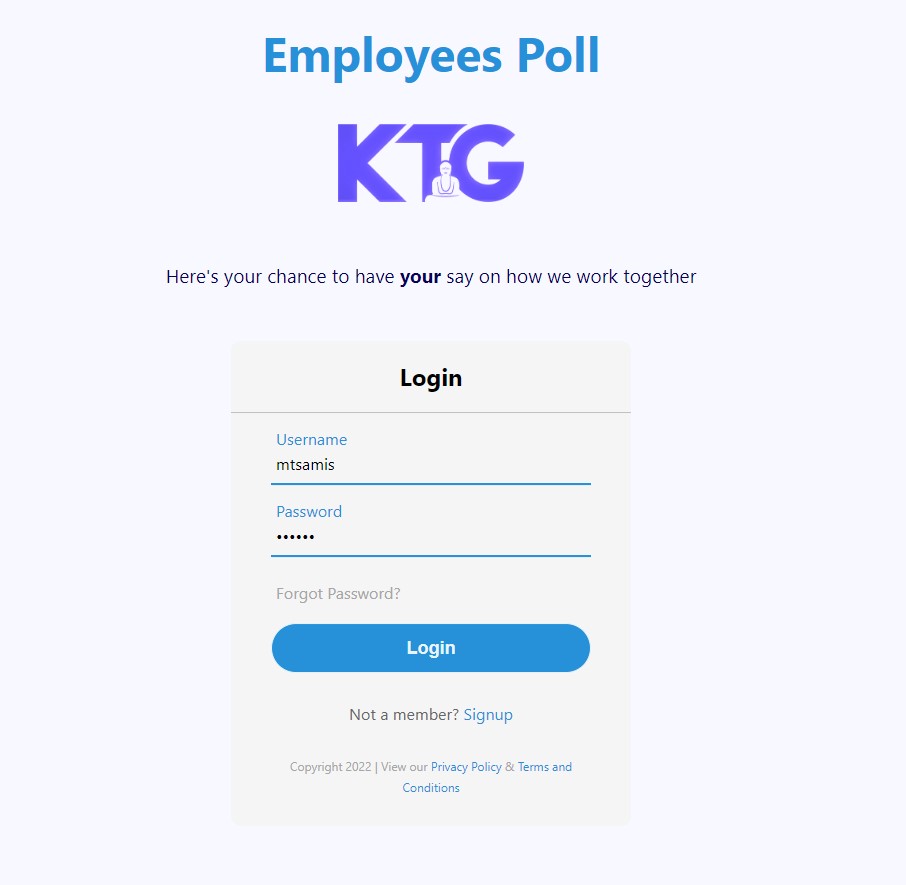 Employees Poll
KTG
Here's your chance to have your say on how we work together
Login
Username
mtsamis
Password
••••••
Forgot Password?
Login
Not a member? Signup
Copyright 2022 | View our Privacy Policy & Terms and
Conditions